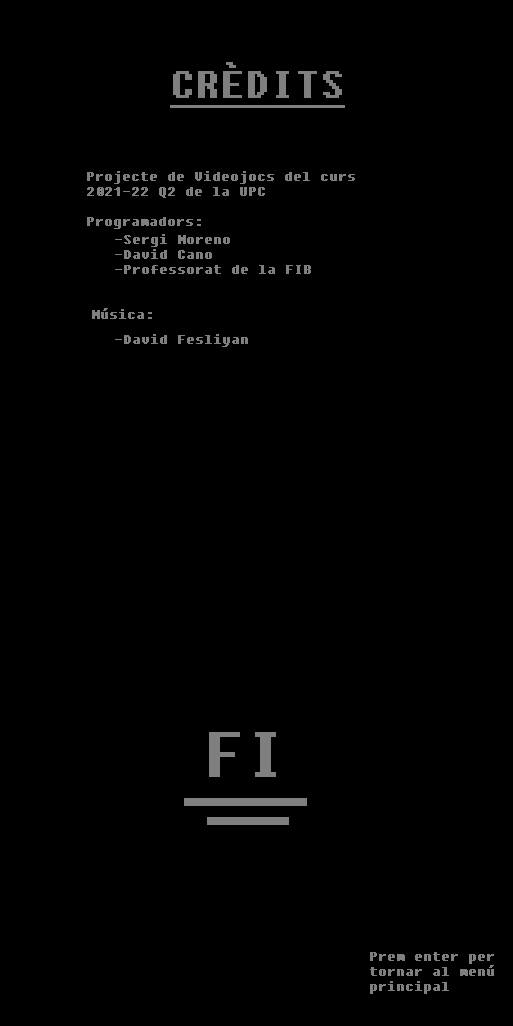 CRÈDITS
Projecte de Videojocs del curs
2021-22 Q2 de la UPC
Programadors:
-Sergi Moreno
-David Cano
-Professorat de la FIB
Música:
-David Fesliyan
FI
Prem enter per
tornar al menú
principal